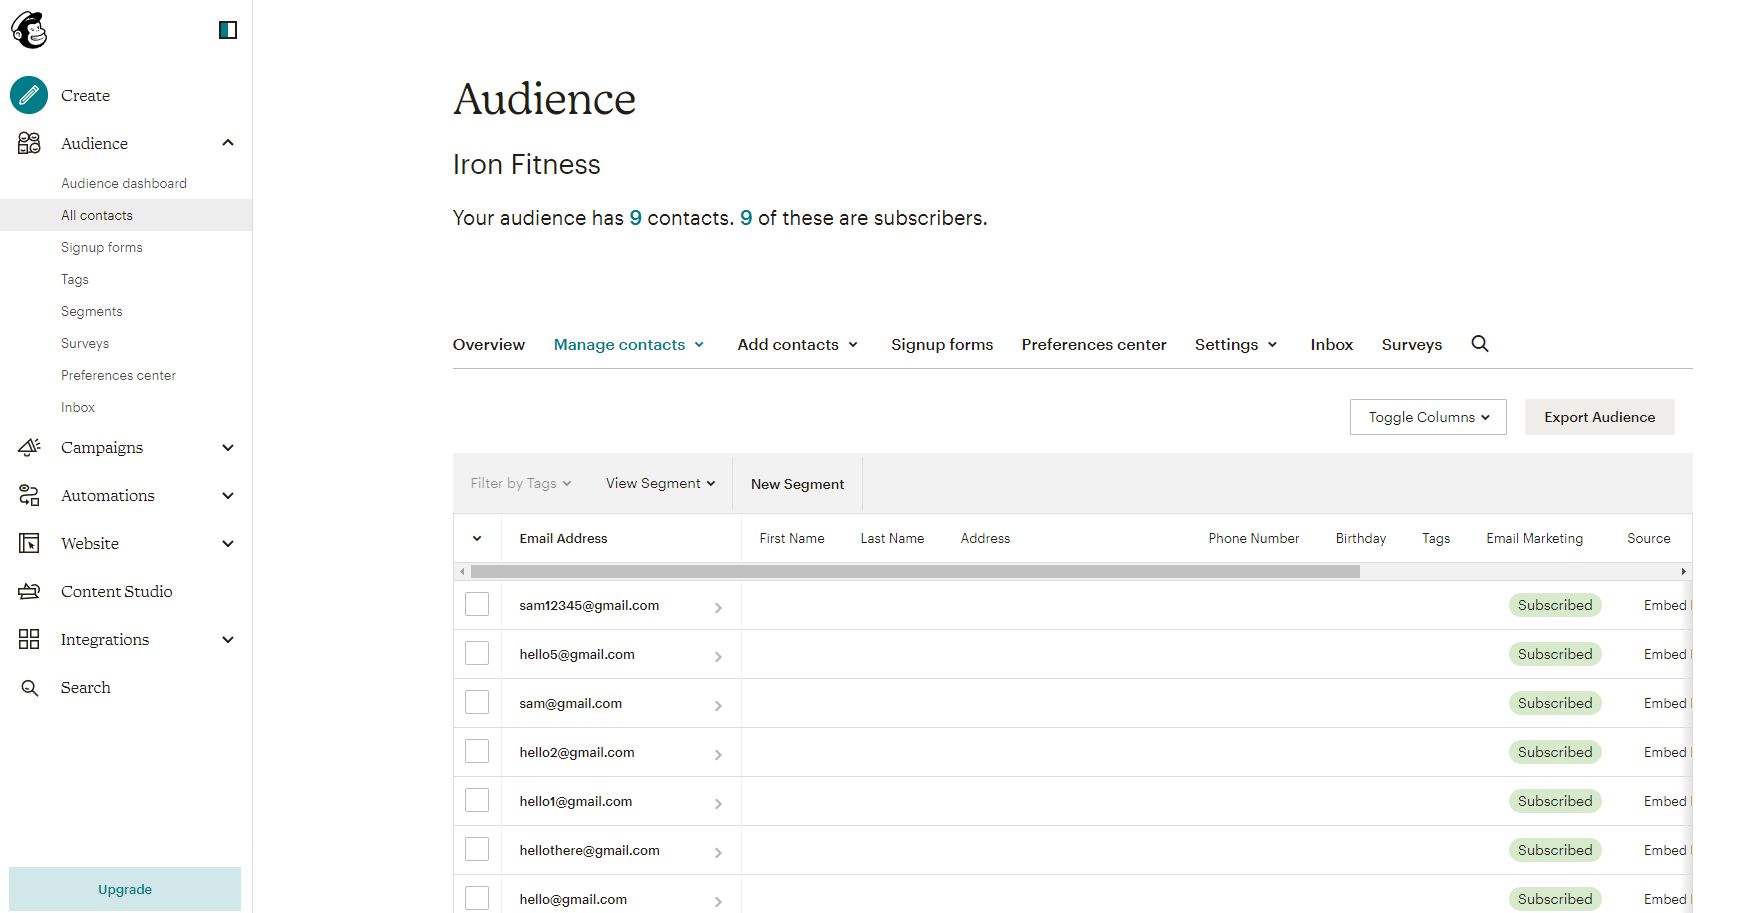 Create
Audience
Audience dashboard
All contacts
Signup forms
Tags
Segments
Surveys
Preferences center
Inbox
Campaigns
Automations
Website
Content Studio
Integrations
Search
Upgrade
Audience
Iron Fitness
Your audience has 9 contacts. 9 of these are subscribers.
Overview Manage contacts Add contacts Signup forms Preferences center Settings Inbox Surveys
Toggle Columns Export Audience
Filter by Tags View Segment New Segment
Email Address First Name Last Name Address Phone Number Birthday Tags Email Marketing Source
sam12345@gmail.com Subscribed Embed
hello5@gmail.com Subscribed Embed
sam@gmail.com Subscribed Embed
hello2@gmail.com Subscribed Embed
hello1@gmail.com Subscribed Embed
hellothere@gmail.com Subscribed Embed
hello@gmail.com Subscribed Embed